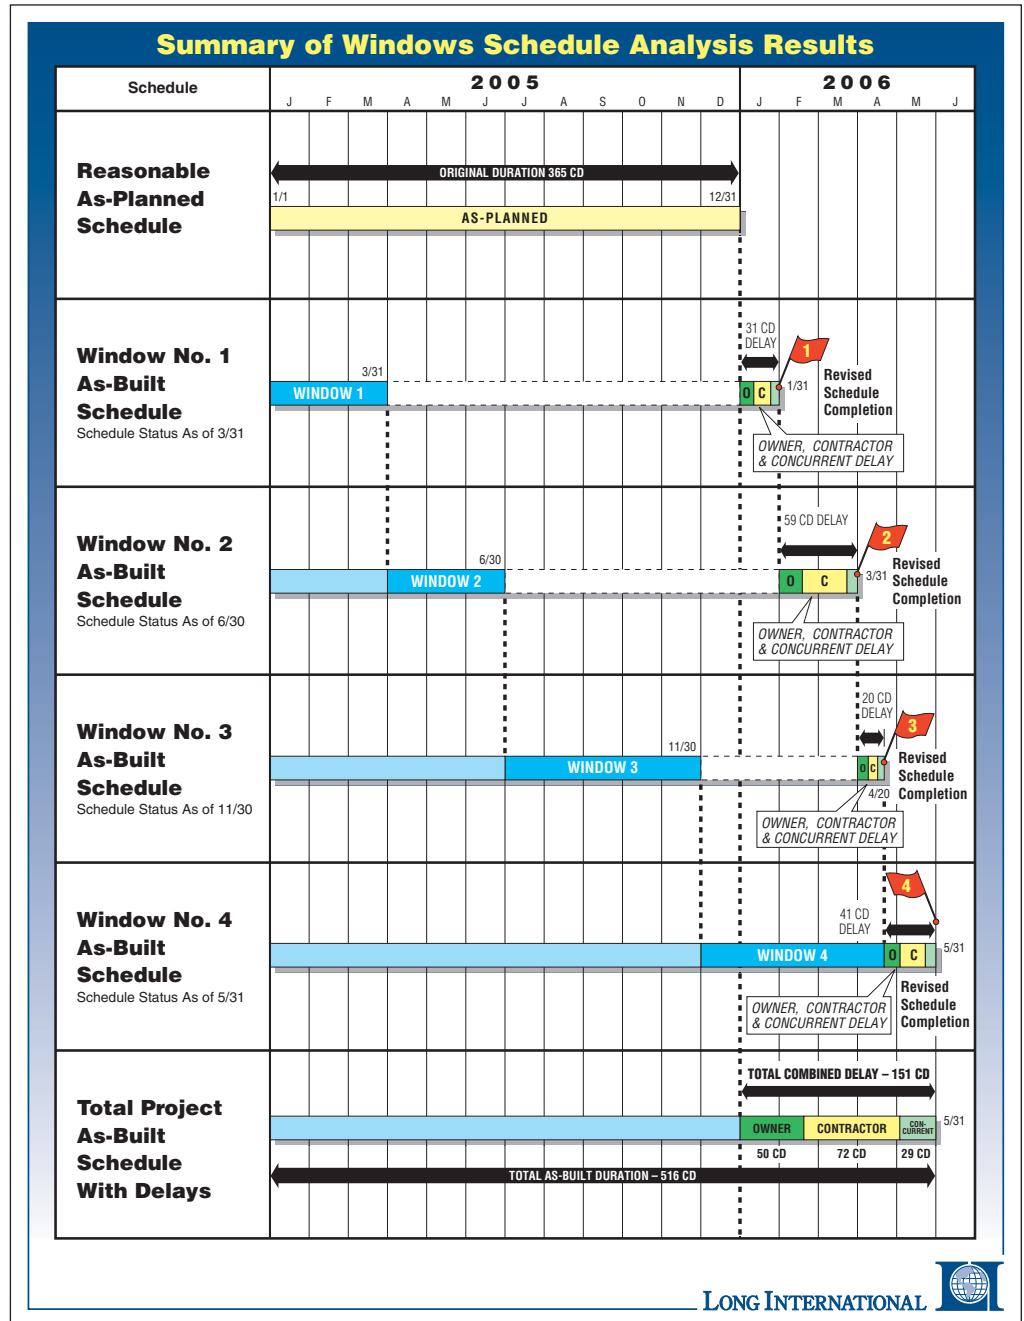 Summary of Windows Schedule Analysis Results
Schedule
2005
2006
J F M A M J J A S O N D J F M A M J
Reasonable
As-Planned
Schedule
ORIGINAL DURATION 365 CD
1/1
12/31
AS-PLANNED
Window No. 1
As-Built
Schedule
Schedule Status As of 3/31
3/31
WINDOW 1
31 CD
DELAY
1
O C
1/31
Revised
Schedule
Completion
OWNER, CONTRACTOR
& CONCURRENT DELAY
Window No. 2
As-Built
Schedule
Schedule Status As of 6/30
6/30
WINDOW 2
59 CD DELAY
2
O C
3/31
Revised
Schedule
Completion
OWNER, CONTRACTOR
& CONCURRENT DELAY
Window No. 3
As-Built
Schedule
Schedule Status As of 11/30
11/30
WINDOW 3
20 CD
DELAY
3
O C
4/20
Revised
Schedule
Completion
OWNER, CONTRACTOR
& CONCURRENT DELAY
Window No. 4
As-Built
Schedule
Schedule Status As of 5/31
WINDOW 4
41 CD
DELAY
4
O C
5/31
Revised
Schedule
Completion
OWNER, CONTRACTOR
& CONCURRENT DELAY
Total Project
As-Built
Schedule
With Delays
TOTAL COMBINED DELAY – 151 CD
OWNER
CONTRACTOR
CON-
CURRENT
5/31
50 CD
72 CD
29 CD
TOTAL AS-BUILT DURATION – 516 CD
LONG INTERNATIONAL